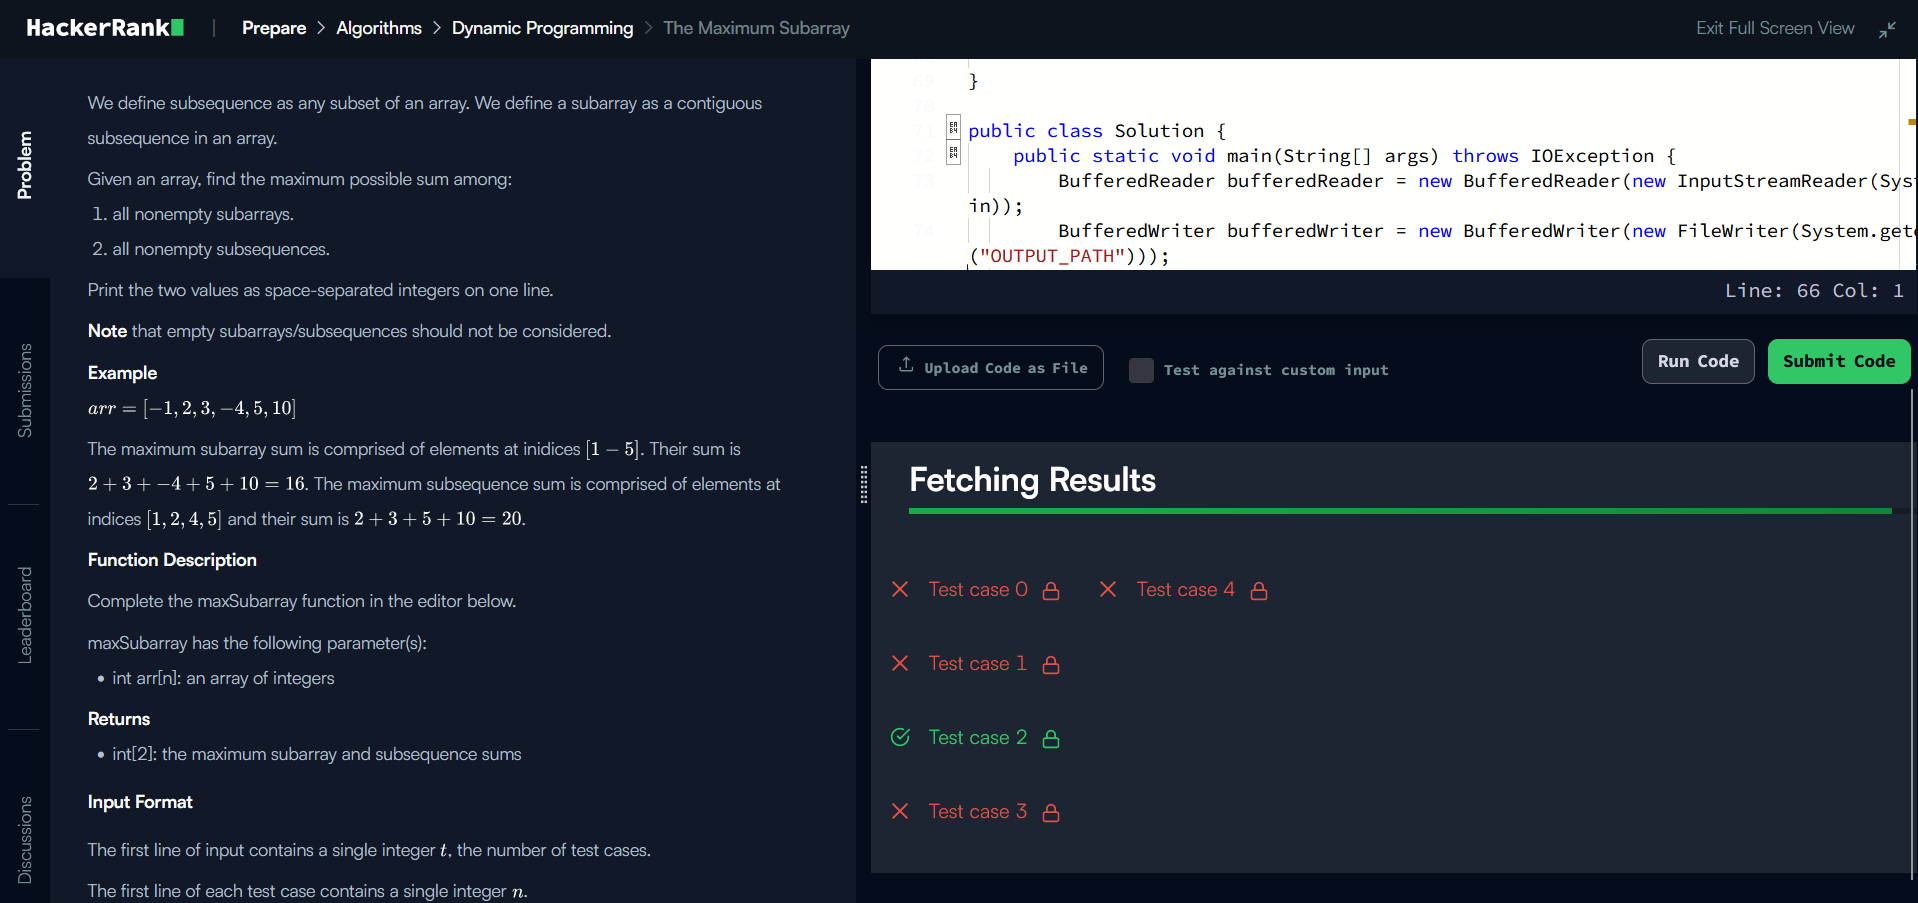 HackerRank | Prepare > Algorithms > Dynamic Programming > The Maximum Subarray
Exit Full Screen View
Problem
Submissions
Leaderboard
Discussions
We define subsequence as any subset of an array. We define a subarray as a contiguous
subsequence in an array.
Given an array, find the maximum possible sum among:
1. all nonempty subarrays.
2. all nonempty subsequences.
Print the two values as space-separated integers on one line.
Note that empty subarrays/subsequences should not be considered.
Example
arr = [−1, 2, 3, −4, 5, 10]
The maximum subarray sum is comprised of elements at inidices [1 − 5]. Their sum is
2 + 3 + −4 + 5 + 10 = 16. The maximum subsequence sum is comprised of elements at
indices [1, 2, 4, 5] and their sum is 2 + 3 + 5 + 10 = 20.
Function Description
Complete the maxSubarray function in the editor below.
maxSubarray has the following parameter(s):
• int arr[n]: an array of integers
Returns
• int[2]: the maximum subarray and subsequence sums
Input Format
The first line of input contains a single integer t, the number of test cases.
The first line of each test case contains a single integer n.
69 }
70
71 public class Solution {
72 public static void main(String[] args) throws IOException {
73 BufferedReader bufferedReader = new BufferedReader(new InputStreamReader(Syst
in));
74 BufferedWriter bufferedWriter = new BufferedWriter(new FileWriter(System.gete
("OUTPUT_PATH")));
Line: 66 Col: 1
Upload Code as File
Test against custom input
Run Code
Submit Code
Fetching Results
Test case 0
Test case 4
Test case 1
Test case 2
Test case 3